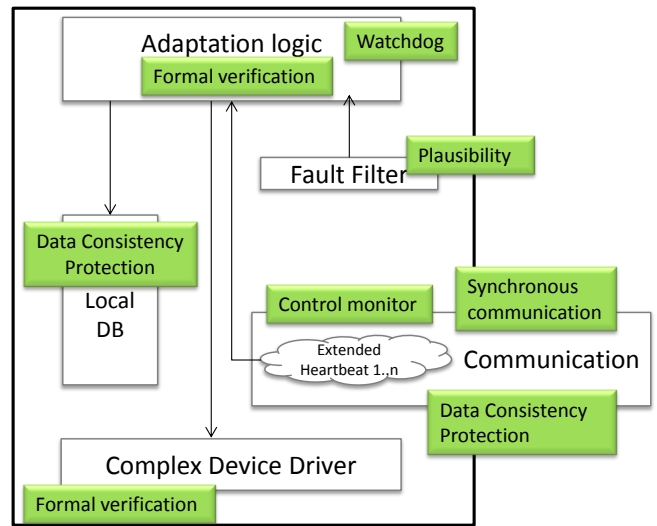 Adaptation logic
Watchdog
Formal verification
Plausibility
Fault Filter
Data Consistency
Protection
Local
DB
Control monitor
Synchronous
communication
Extended
Heartbeat 1..n
Communication
Data Consistency
Protection
Complex Device Driver
Formal verification